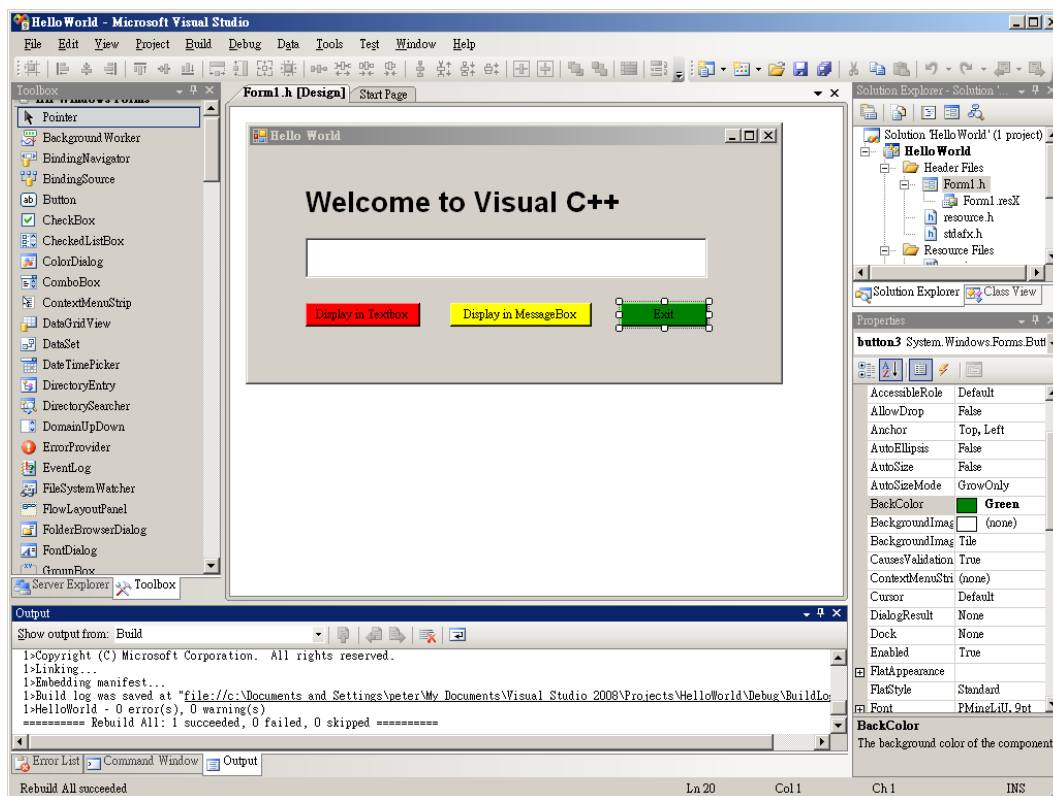 HelloWorld - Microsoft Visual Studio
File Edit View Project Build Debug Data Tools Test Window Help
Toolbox
All Windows Forms
Pointer
BackgroundWorker
BindingNavigator
BindingSource
Button
CheckBox
CheckedListBox
ColorDialog
ComboBox
ContextMenuStrip
DataGridView
DataSet
DateTimePicker
DirectoryEntry
DirectorySearcher
DomainUpDown
ErrorProvider
EventLog
FileSystemWatcher
FlowLayoutPanel
FolderBrowserDialog
FontDialog
GroupBox
Server Explorer Toolbox
Form1.h [Design] Start Page
Hello World
Welcome to Visual C++
Display in Textbox Display in MessageBox Exit
Solution Explorer - Solution '...
Solution 'HelloWorld' (1 project)
HelloWorld
Header Files
Form1.h
Form1.resX
resource.h
stdafx.h
Resource Files
Solution Explorer Class View
Properties
button3 System.Windows.Forms.Butt
AccessibleRole Default
AllowDrop False
Anchor Top, Left
AutoEllipsis False
AutoSize False
AutoSizeMode GrowOnly
BackColor Green
BackgroundImag (none)
BackgroundImag Tile
CausesValidation True
ContextMenuStri (none)
Cursor Default
DialogResult None
Dock None
Enabled True
FlatAppearance
FlatStyle Standard
Font PMingLiU, 9pt
BackColor
The background color of the component
Output
Show output from: Build
1>Copyright (C) Microsoft Corporation. All rights reserved.
1>Linking...
1>Embedding manifest...
1>Build log was saved at "file://c:\Documents and Settings\peter\My Documents\Visual Studio 2008\Projects\HelloWorld\Debug\BuildLo
1>HelloWorld - 0 error(s), 0 warning(s)
========== Rebuild All: 1 succeeded, 0 failed, 0 skipped ==========
Error List Command Window Output
Rebuild All succeeded Ln 20 Col 1 Ch 1 INS